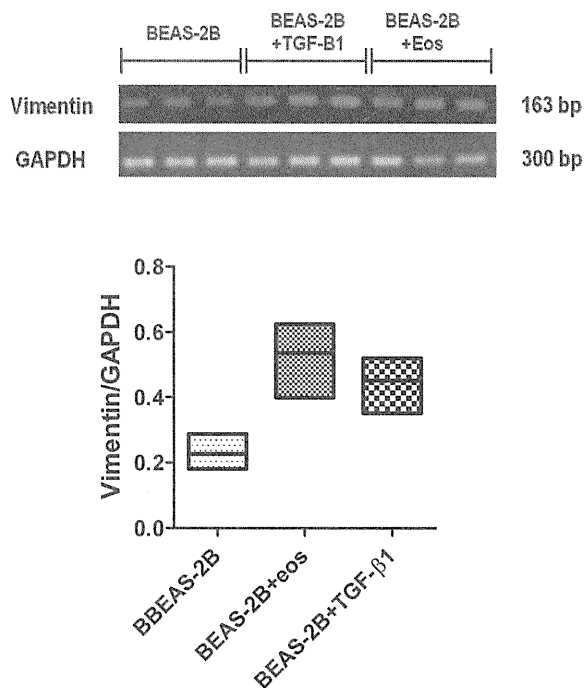 BEAS-2B
BEAS-2B
+TGF-B1
BEAS-2B
+Eos
Vimentin
163 bp
GAPDH
300 bp
Vimentin/GAPDH
0.8
0.6
0.4
0.2
0.0
BBEAS-2B
BEAS-2B+eos
BEAS-2B+TGF-β1